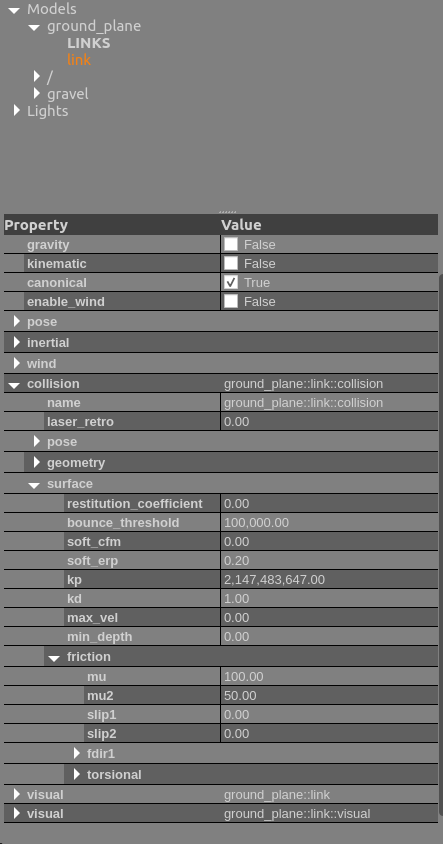 Models
ground_plane
LINKS
link
/
gravel
Lights
Property Value
gravity False
kinematic False
canonical True
enable_wind False
pose
inertial
wind
collision ground_plane::link::collision
name ground_plane::link::collision
laser_retro 0.00
pose
geometry
surface
restitution_coefficient 0.00
bounce_threshold 100,000.00
soft_cfm 0.00
soft_erp 0.20
kp 2,147,483,647.00
kd 1.00
max_vel 0.00
min_depth 0.00
friction
mu 100.00
mu2 50.00
slip1 0.00
slip2 0.00
fdir1
torsional
visual ground_plane::link
visual ground_plane::link::visual